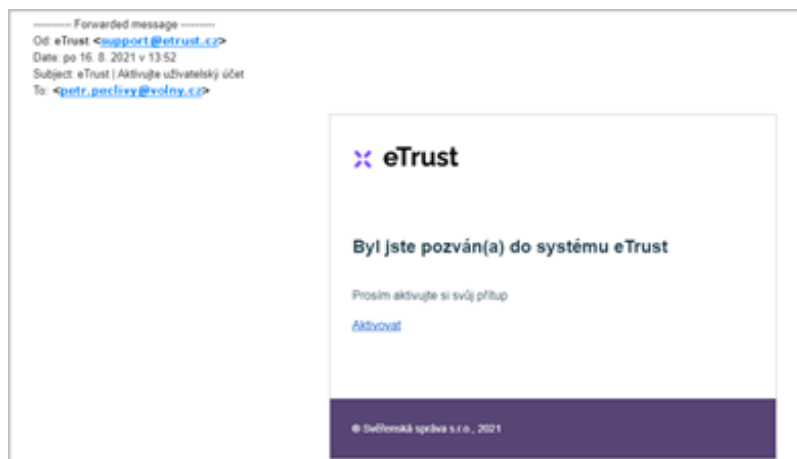 ---------- Forwarded message ---------
Od: eTrust <support@etrust.cz>
Date: po 16. 8. 2021 v 13:52
Subject: eTrust | Aktivujte uživatelský účet
To: <petr.peclivy@volny.cz>
eTrust
Byl jste pozván(a) do systému eTrust
Prosím aktivujte si svůj přítup
Aktivovat
© Svěřenská správa s.r.o., 2021